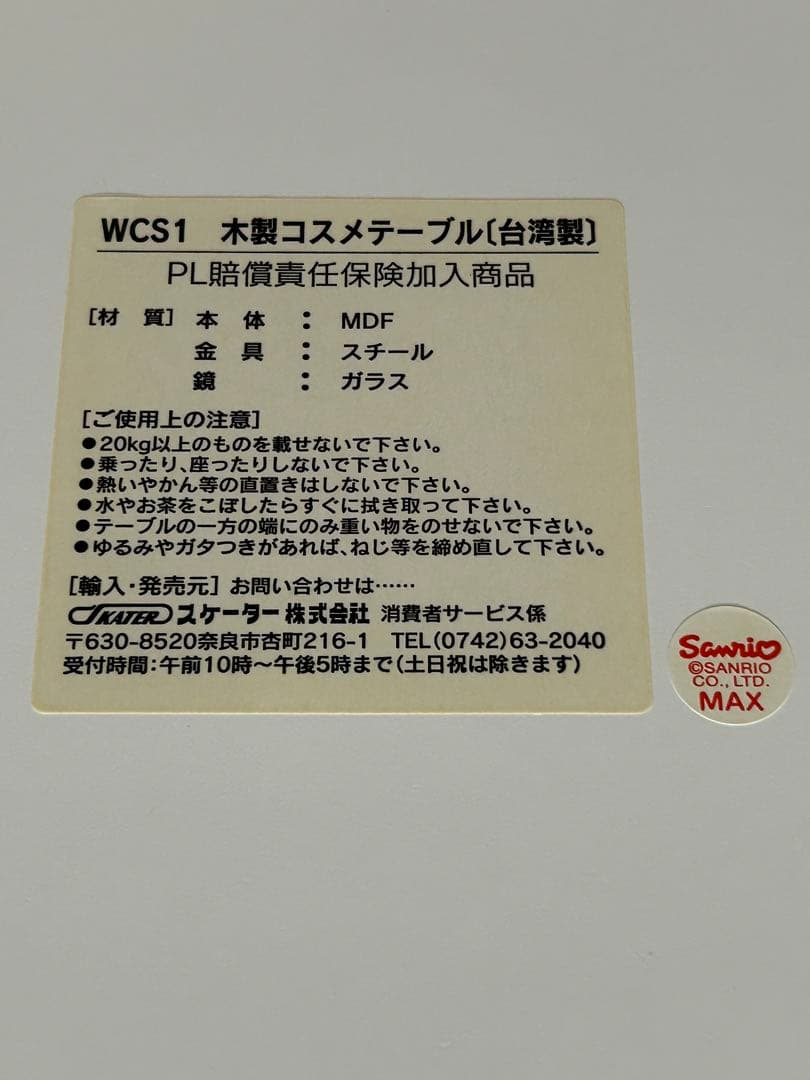 WCS1 木製コスメテーブル〔台湾製〕
PL賠償責任保険加入商品
［材 質］ 本 体 ： MDF
金 具 ： スチール
鏡 ： ガラス
［ご使用上の注意］
●20kg以上のものを載せないで下さい。
●乗ったり、座ったりしないで下さい。
●熱いやかん等の直置きはしないで下さい。
●水やお茶をこぼしたらすぐに拭き取って下さい。
●テーブルの一方の端にのみ重い物をのせないで下さい。
●ゆるみやガタつきがあれば、ねじ等を締め直して下さい。
［輸入・発売元］ お問い合わせは……
SKATER スケーター株式会社 消費者サービス係
〒630-8520奈良市杏町216-1 TEL(0742)63-2040
受付時間：午前10時〜午後5時まで（土日祝は除きます）
Sanrio
©SANRIO
CO., LTD.
MAX